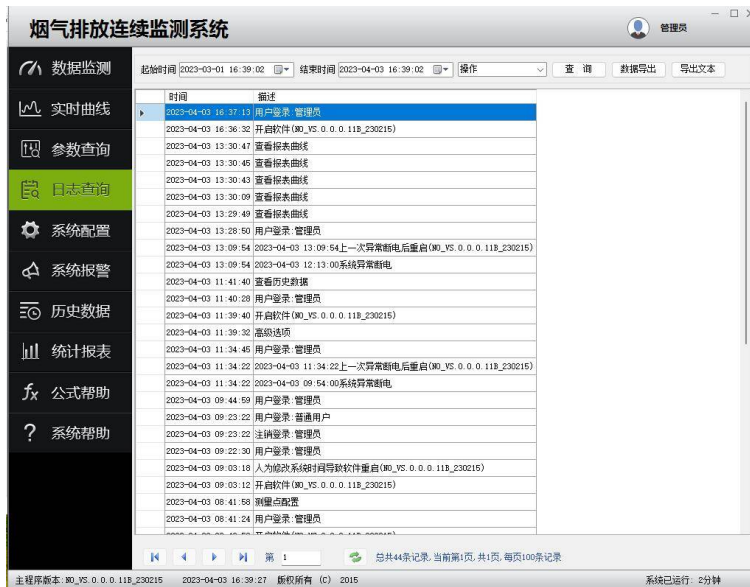 烟气排放连续监测系统
管理员
数据监测
实时曲线
参数查询
日志查询
系统配置
系统报警
历史数据
统计报表
公式帮助
系统帮助
起始时间 2023-03-01 16:39:02 结束时间 2023-04-03 16:39:02 操作 查 询 数据导出 导出文本
时间 描述
2023-04-03 16:37:13 用户登录:管理员
2023-04-03 16:36:32 开启软件(NO_VS.0.0.0.11B_230215)
2023-04-03 13:30:47 查看报表曲线
2023-04-03 13:30:45 查看报表曲线
2023-04-03 13:30:43 查看报表曲线
2023-04-03 13:30:09 查看报表曲线
2023-04-03 13:29:49 查看报表曲线
2023-04-03 13:28:50 用户登录:管理员
2023-04-03 13:09:54 2023-04-03 13:09:54上一次异常断电后重启(NO_VS.0.0.0.11B_230215)
2023-04-03 13:09:54 2023-04-03 12:13:00系统异常断电
2023-04-03 11:41:40 查看历史数据
2023-04-03 11:40:28 用户登录:管理员
2023-04-03 11:39:40 开启软件(NO_VS.0.0.0.11B_230215)
2023-04-03 11:39:32 高级选项
2023-04-03 11:34:45 用户登录:管理员
2023-04-03 11:34:22 2023-04-03 11:34:22上一次异常断电后重启(NO_VS.0.0.0.11B_230215)
2023-04-03 11:34:22 2023-04-03 09:54:00系统异常断电
2023-04-03 09:44:59 用户登录:管理员
2023-04-03 09:23:22 用户登录:普通用户
2023-04-03 09:23:22 注销登录:管理员
2023-04-03 09:22:30 用户登录:管理员
2023-04-03 09:03:18 人为修改系统时间导致软件重启(NO_VS.0.0.0.11B_230215)
2023-04-03 09:03:12 开启软件(NO_VS.0.0.0.11B_230215)
2023-04-03 08:41:58 测量点配置
2023-04-03 08:41:24 用户登录:管理员
第 1 总共44条记录,当前第1页,共1页,每页100条记录
主程序版本:NO_VS.0.0.0.11B_230215 2023-04-03 16:39:27 版权所有 (C) 2015 系统已运行: 2分钟